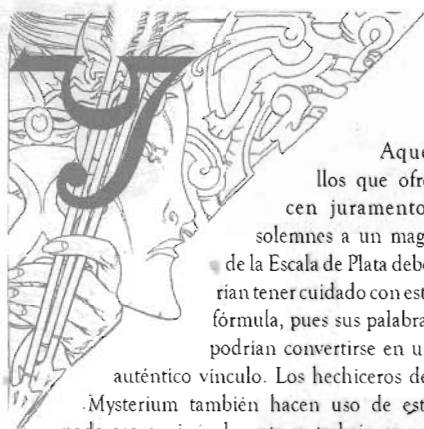 Aque
llos que ofre
cen juramento
solemnes a un mag
de la Escala de Plata debe
rían tener cuidado con est
fórmula, pues sus palabra
podrían convertirse en u
auténtico vínculo. Los hechiceros de
Mysterium también hacen uso de est